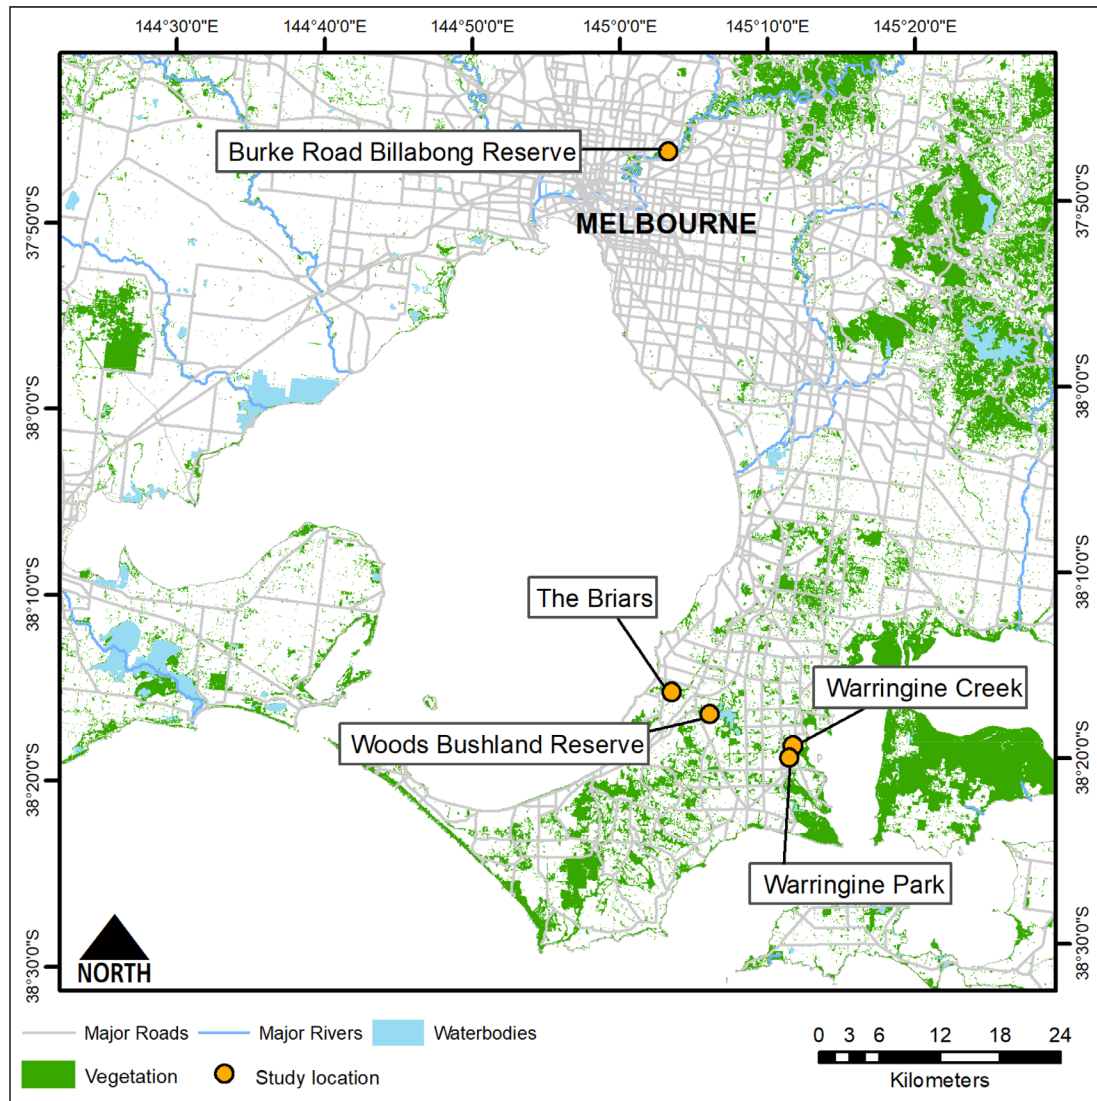 144°30'0"E 144°40'0"E 144°50'0"E 145°0'0"E 145°10'0"E 145°20'0"E
Burke Road Billabong Reserve
MELBOURNE
37°50'0"S
37°50'0"S
38°0'0"S
38°0'0"S
38°10'0"S
38°10'0"S
The Briars
Warringine Creek
Woods Bushland Reserve
38°20'0"S
38°20'0"S
Warringine Park
38°30'0"S
38°30'0"S
NORTH
Major Roads Major Rivers Waterbodies
Vegetation Study location
0 3 6 12 18 24
Kilometers